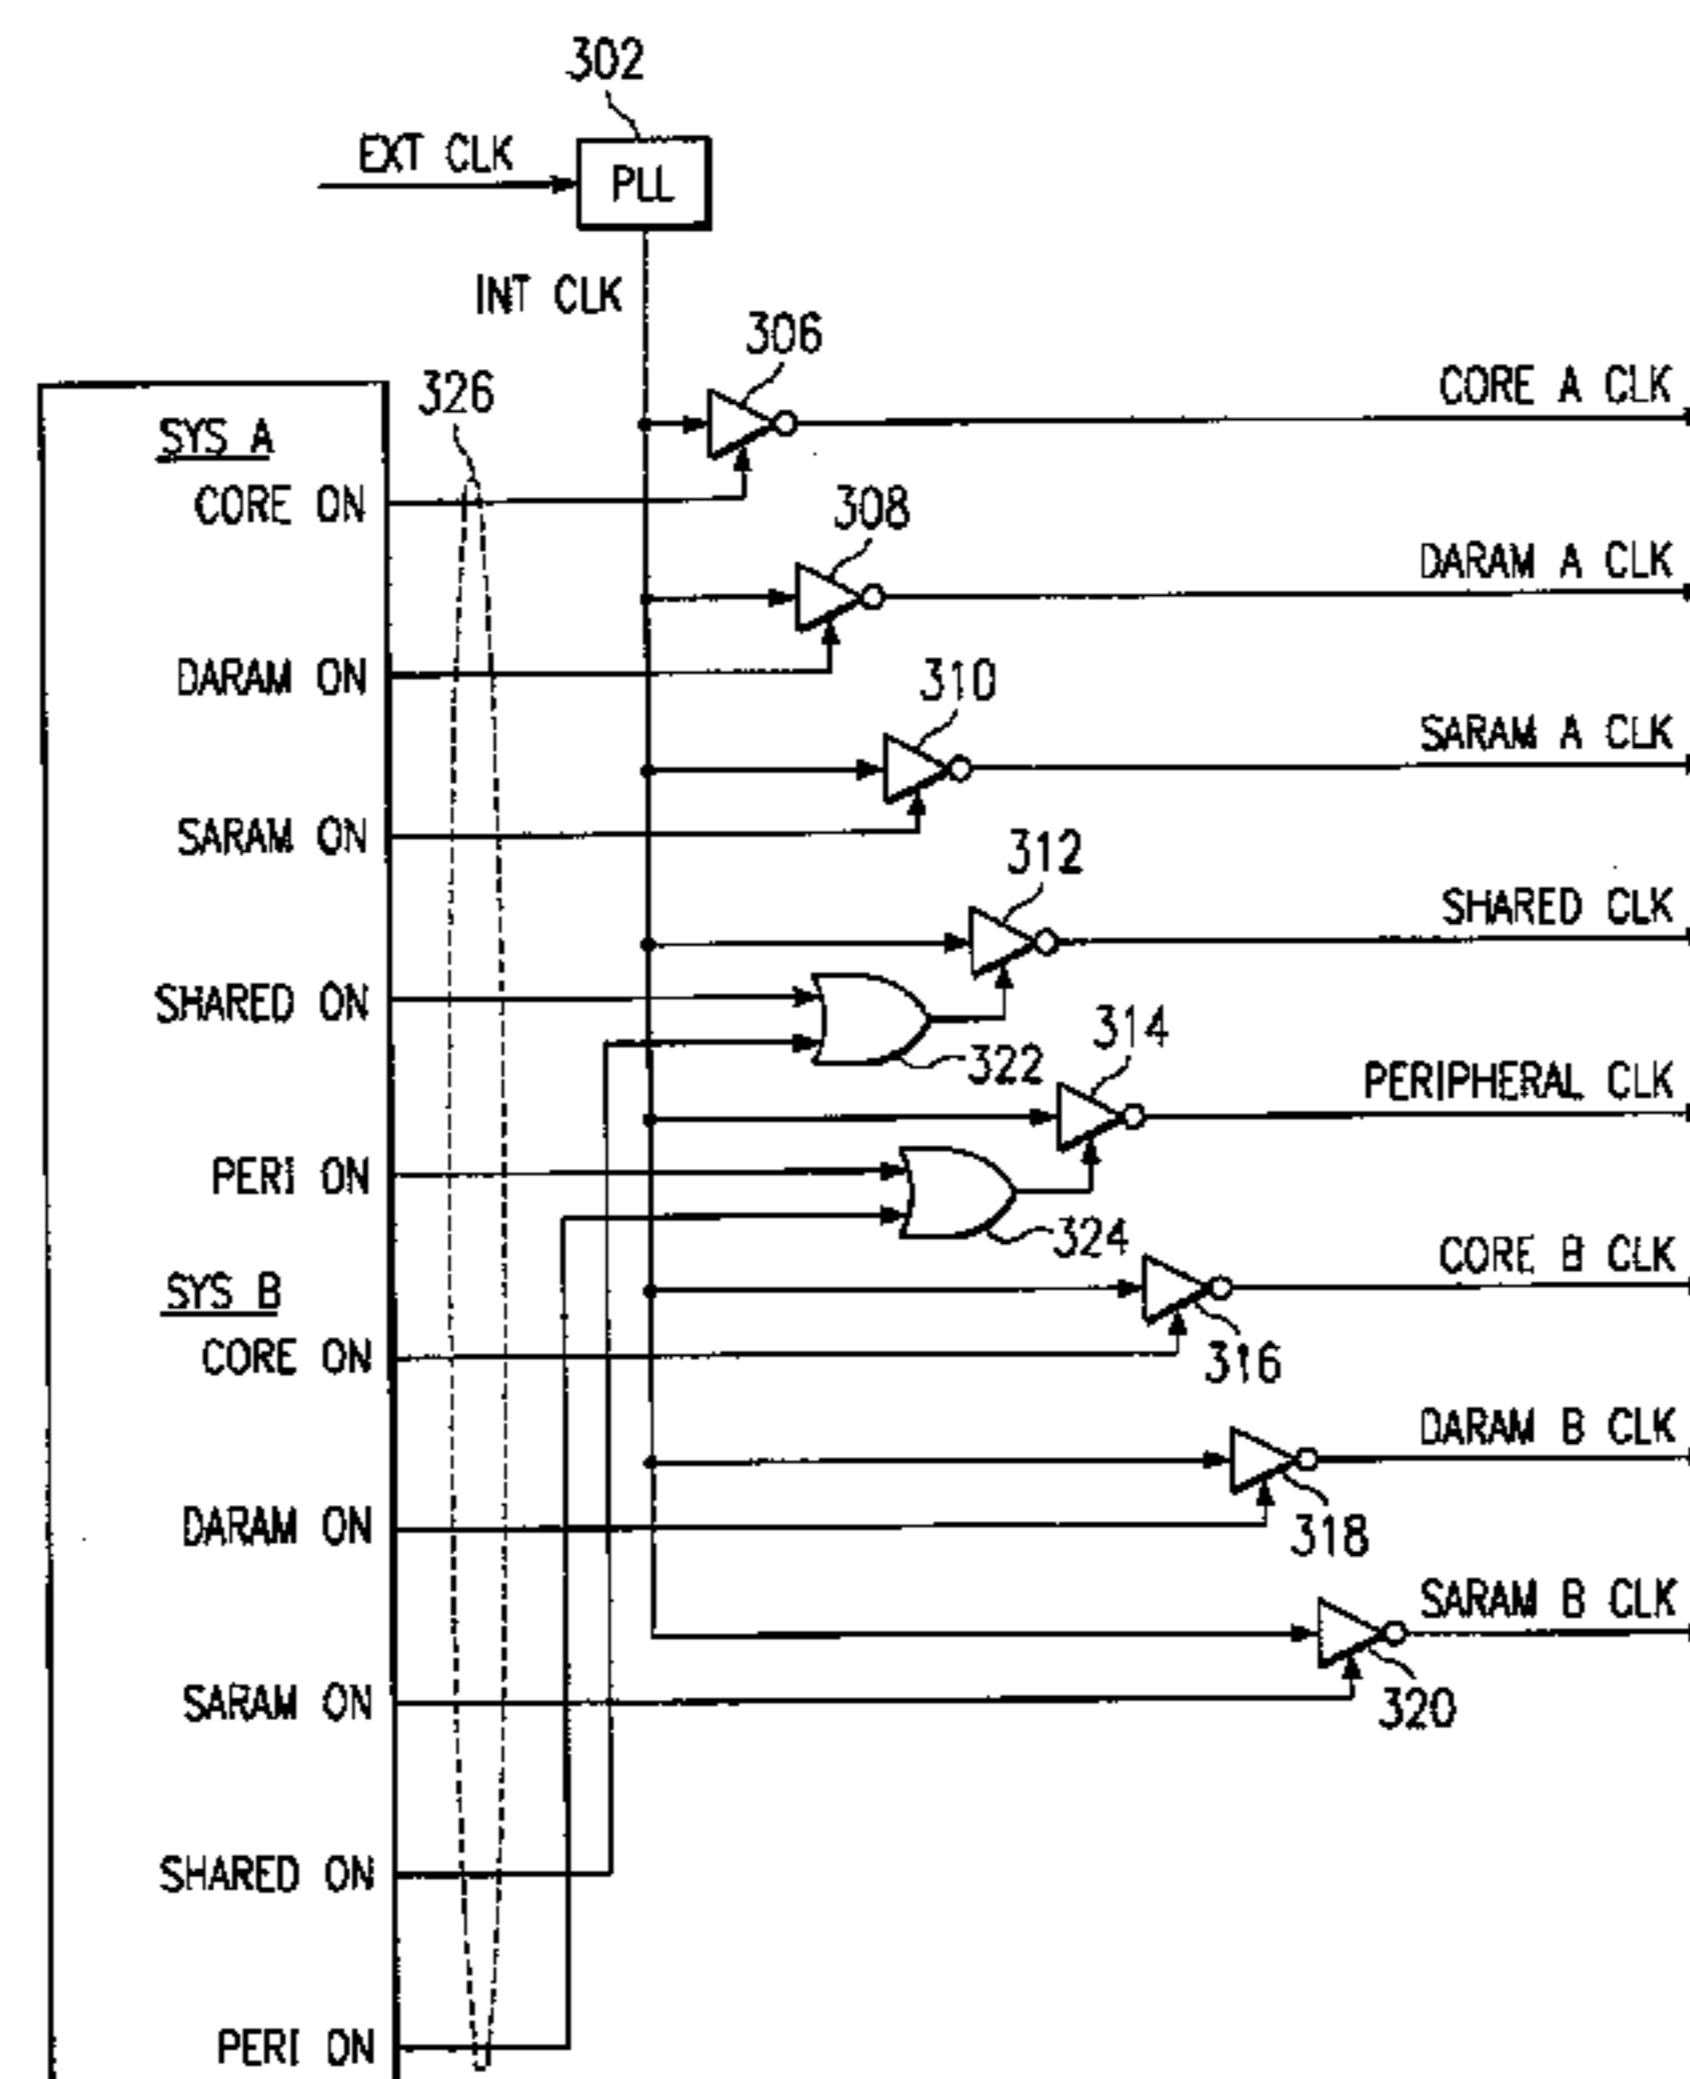 302
EXT CLK
PLL
INT CLK
306
CORE A CLK
326
SYS A
CORE ON
308
DARAM A CLK
DARAM ON
310
SARAM A CLK
SARAM ON
312
SHARED CLK
SHARED ON
322
314
PERIPHERAL CLK
PERI ON
324
CORE B CLK
SYS B
CORE ON
316
DARAM B CLK
DARAM ON
318
SARAM B CLK
SARAM ON
320
SHARED ON
PERI ON